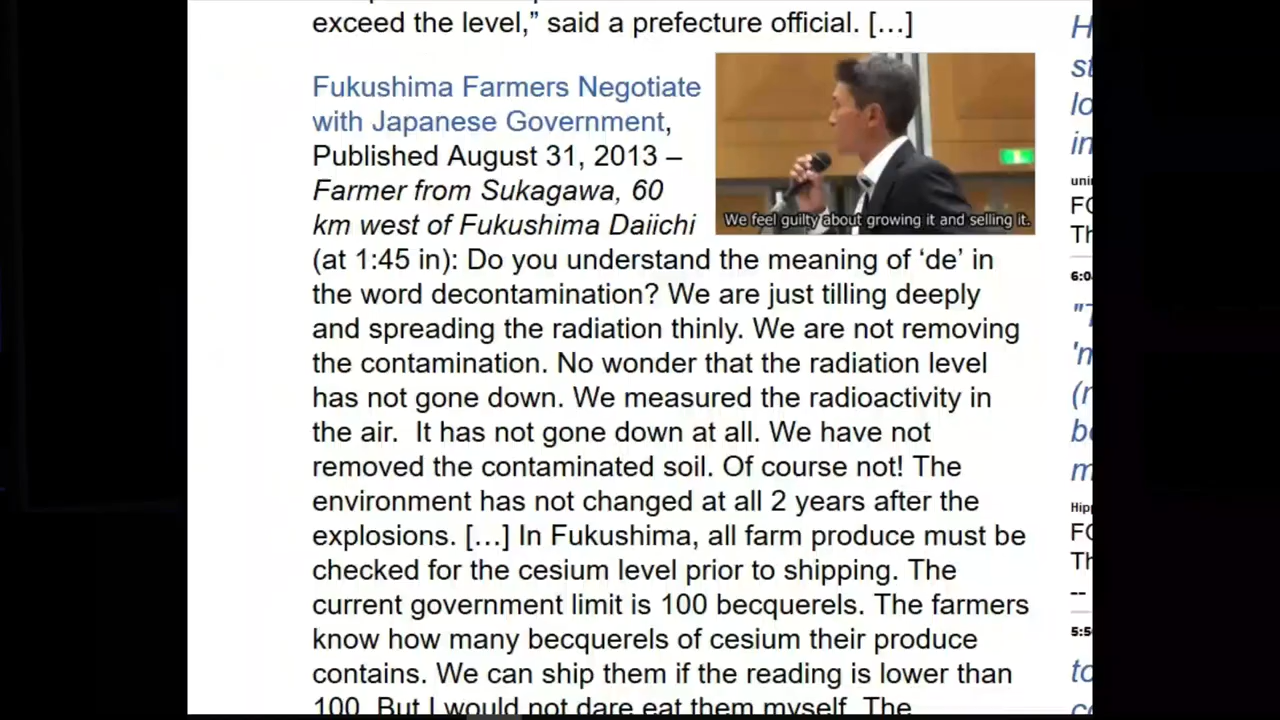 exceed the level,” said a prefecture official. […]
Fukushima Farmers Negotiate
with Japanese Government,
Published August 31, 2013 –
Farmer from Sukagawa, 60
km west of Fukushima Daiichi
We feel guilty about growing it and selling it.
(at 1:45 in): Do you understand the meaning of ‘de’ in
the word decontamination? We are just tilling deeply
and spreading the radiation thinly. We are not removing
the contamination. No wonder that the radiation level
has not gone down. We measured the radioactivity in
the air.  It has not gone down at all. We have not
removed the contaminated soil. Of course not! The
environment has not changed at all 2 years after the
explosions. […] In Fukushima, all farm produce must be
checked for the cesium level prior to shipping. The
current government limit is 100 becquerels. The farmers
know how many becquerels of cesium their produce
contains. We can ship them if the reading is lower than
100. But I would not dare eat them myself. The